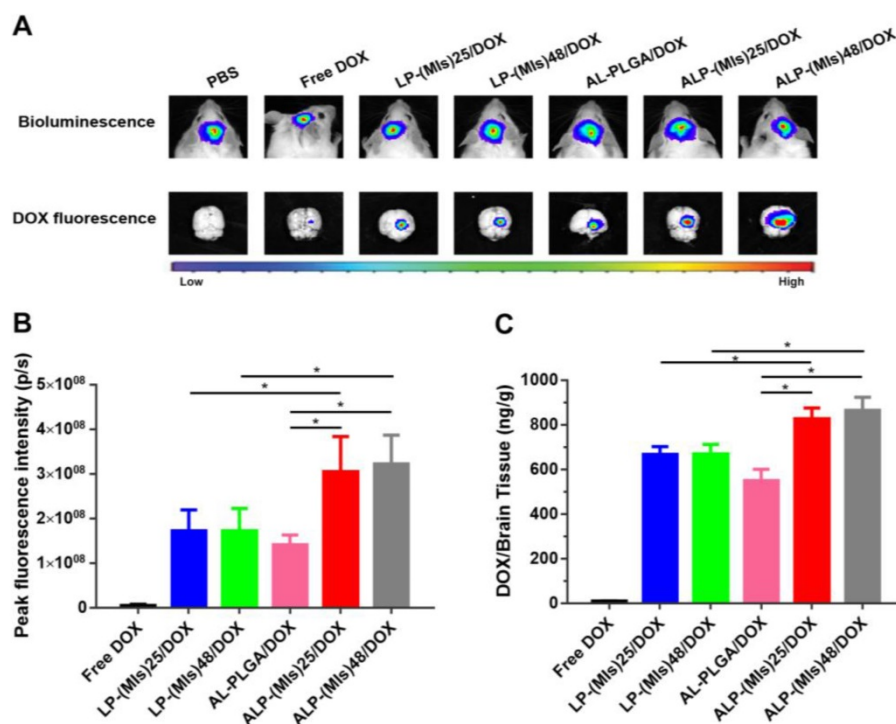 A
PBS
Free DOX
LP-(MIs)25/DOX
LP-(MIs)48/DOX
AL-PLGA/DOX
ALP-(MIs)25/DOX
ALP-(MIs)48/DOX
Bioluminescence
DOX fluorescence
Low
High
B
Peak fluorescence intensity (p/s)
5×10⁰⁸
4×10⁰⁸
3×10⁰⁸
2×10⁰⁸
1×10⁰⁸
0
*
*
*
*
Free DOX
LP-(MIs)25/DOX
LP-(MIs)48/DOX
AL-PLGA/DOX
ALP-(MIs)25/DOX
ALP-(MIs)48/DOX
C
DOX/Brain Tissue (ng/g)
1000
800
600
400
200
0
*
*
*
*
Free DOX
LP-(MIs)25/DOX
LP-(MIs)48/DOX
AL-PLGA/DOX
ALP-(MIs)25/DOX
ALP-(MIs)48/DOX